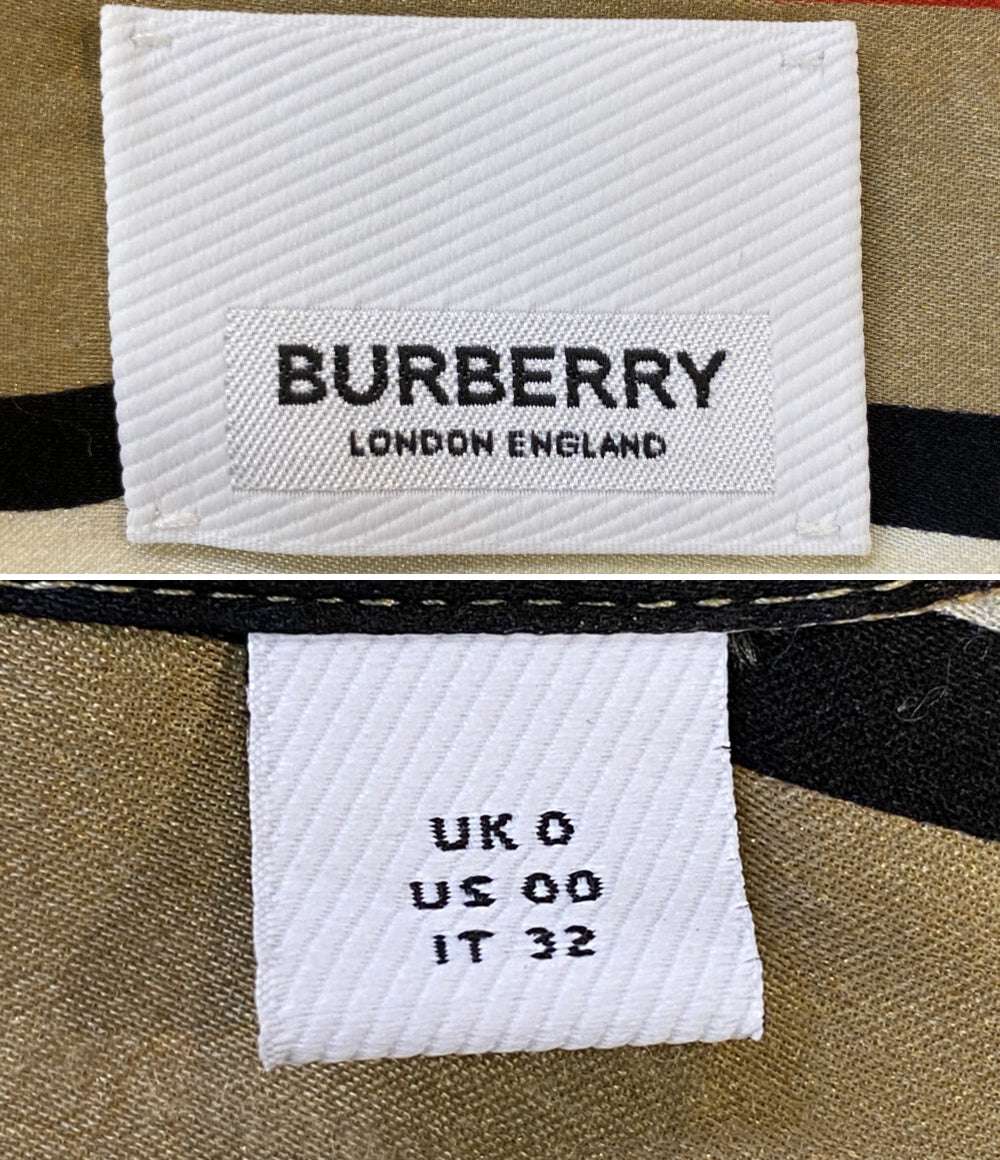 BURBERRY
LONDON ENGLAND
UK 0
US 00
IT 32